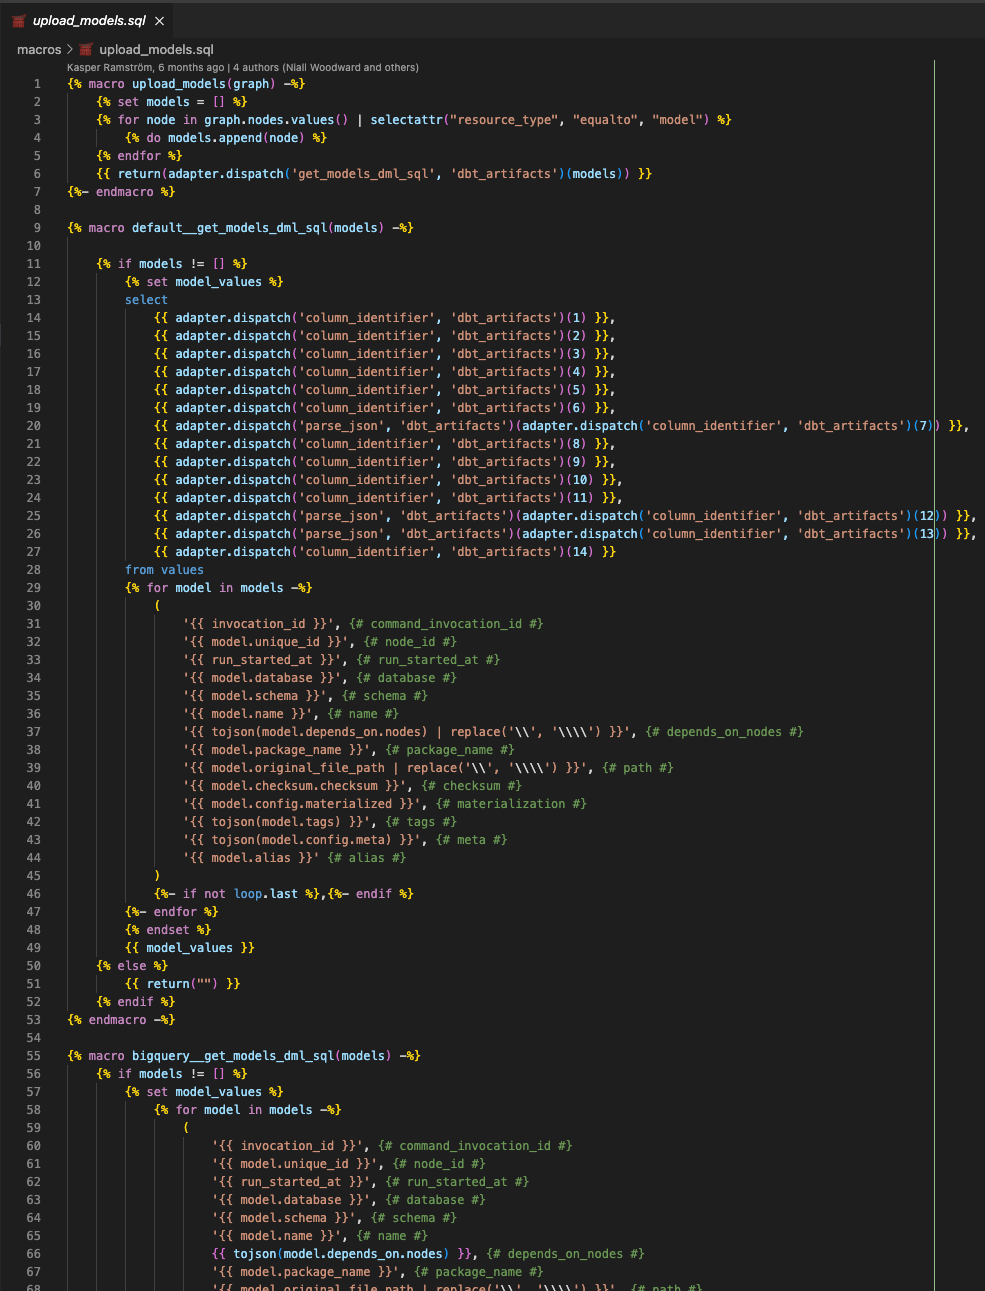 upload_models.sql ×
macros > upload_models.sql
Kasper Ramström, 6 months ago | 4 authors (Niall Woodward and others)
1 {% macro upload_models(graph) -%}
2 {% set models = [] %}
3 {% for node in graph.nodes.values() | selectattr("resource_type", "equalto", "model") %}
4 {% do models.append(node) %}
5 {% endfor %}
6 {{ return(adapter.dispatch('get_models_dml_sql', 'dbt_artifacts')(models)) }}
7 {%- endmacro %}
8
9 {% macro default__get_models_dml_sql(models) -%}
10
11 {% if models != [] %}
12 {% set model_values %}
13 select
14 {{ adapter.dispatch('column_identifier', 'dbt_artifacts')(1) }},
15 {{ adapter.dispatch('column_identifier', 'dbt_artifacts')(2) }},
16 {{ adapter.dispatch('column_identifier', 'dbt_artifacts')(3) }},
17 {{ adapter.dispatch('column_identifier', 'dbt_artifacts')(4) }},
18 {{ adapter.dispatch('column_identifier', 'dbt_artifacts')(5) }},
19 {{ adapter.dispatch('column_identifier', 'dbt_artifacts')(6) }},
20 {{ adapter.dispatch('parse_json', 'dbt_artifacts')(adapter.dispatch('column_identifier', 'dbt_artifacts')(7)) }},
21 {{ adapter.dispatch('column_identifier', 'dbt_artifacts')(8) }},
22 {{ adapter.dispatch('column_identifier', 'dbt_artifacts')(9) }},
23 {{ adapter.dispatch('column_identifier', 'dbt_artifacts')(10) }},
24 {{ adapter.dispatch('column_identifier', 'dbt_artifacts')(11) }},
25 {{ adapter.dispatch('parse_json', 'dbt_artifacts')(adapter.dispatch('column_identifier', 'dbt_artifacts')(12)) }},
26 {{ adapter.dispatch('parse_json', 'dbt_artifacts')(adapter.dispatch('column_identifier', 'dbt_artifacts')(13)) }},
27 {{ adapter.dispatch('column_identifier', 'dbt_artifacts')(14) }}
28 from values
29 {% for model in models -%}
30 (
31 '{{ invocation_id }}', {# command_invocation_id #}
32 '{{ model.unique_id }}', {# node_id #}
33 '{{ run_started_at }}', {# run_started_at #}
34 '{{ model.database }}', {# database #}
35 '{{ model.schema }}', {# schema #}
36 '{{ model.name }}', {# name #}
37 '{{ tojson(model.depends_on.nodes) | replace('\\', '\\\\') }}', {# depends_on_nodes #}
38 '{{ model.package_name }}', {# package_name #}
39 '{{ model.original_file_path | replace('\\', '\\\\') }}', {# path #}
40 '{{ model.checksum.checksum }}', {# checksum #}
41 '{{ model.config.materialized }}', {# materialization #}
42 '{{ tojson(model.tags) }}', {# tags #}
43 '{{ tojson(model.config.meta) }}', {# meta #}
44 '{{ model.alias }}' {# alias #}
45 )
46 {%- if not loop.last %},{%- endif %}
47 {%- endfor %}
48 {% endset %}
49 {{ model_values }}
50 {% else %}
51 {{ return("") }}
52 {% endif %}
53 {% endmacro -%}
54
55 {% macro bigquery__get_models_dml_sql(models) -%}
56 {% if models != [] %}
57 {% set model_values %}
58 {% for model in models -%}
59 (
60 '{{ invocation_id }}', {# command_invocation_id #}
61 '{{ model.unique_id }}', {# node_id #}
62 '{{ run_started_at }}', {# run_started_at #}
63 '{{ model.database }}', {# database #}
64 '{{ model.schema }}', {# schema #}
65 '{{ model.name }}', {# name #}
66 {{ tojson(model.depends_on.nodes) }}, {# depends_on_nodes #}
67 '{{ model.package_name }}', {# package_name #}
68 '{{ model.original_file_path | replace('\\', '\\\\') }}', {# path #}